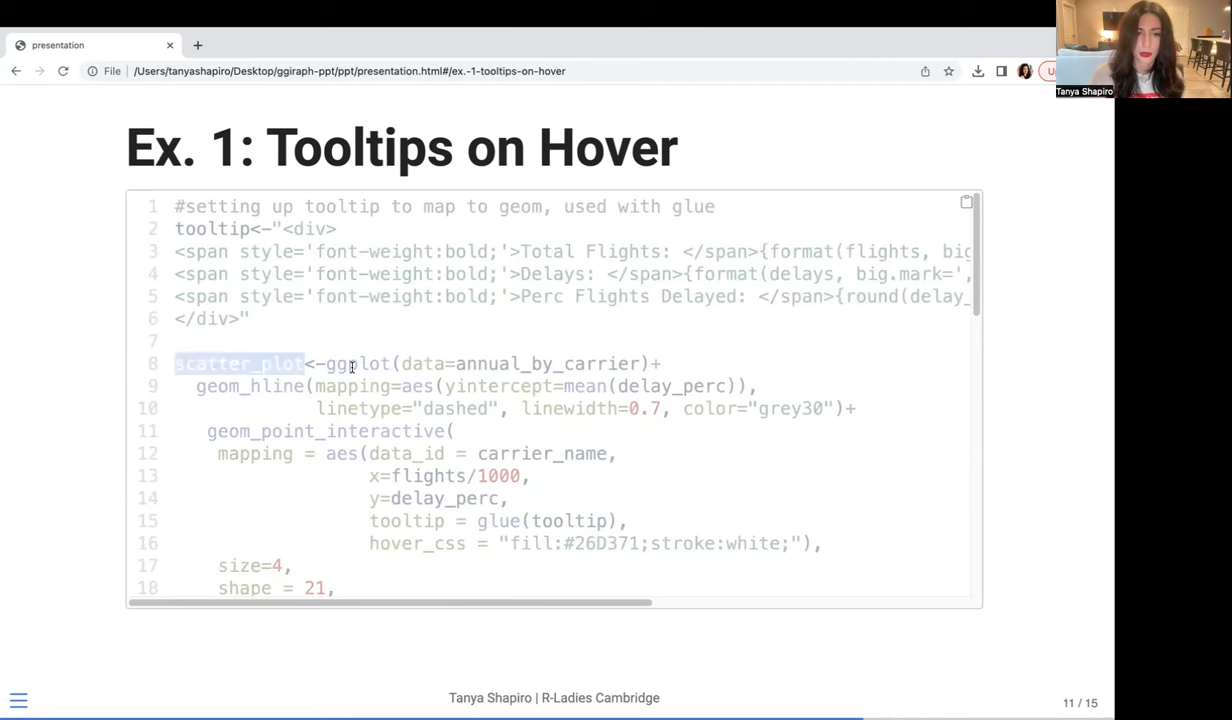 presentation
File
/Users/tanyashapiro/Desktop/ggiraph-ppt/ppt/presentation.html#/ex.-1-tooltips-on-hover
Tanya Shapiro
Ex. 1: Tooltips on Hover
1 #setting up tooltip to map to geom, used with glue
2 tooltip<-"<div>
3 <span style='font-weight:bold;'>Total Flights: </span>{format(flights, big
4 <span style='font-weight:bold;'>Delays: </span>{format(delays, big.mark=',
5 <span style='font-weight:bold;'>Perc Flights Delayed: </span>{round(delay_
6 </div>"
7
8 scatter_plot<-ggplot(data=annual_by_carrier)+
9 geom_hline(mapping=aes(yintercept=mean(delay_perc)),
10 linetype="dashed", linewidth=0.7, color="grey30")+
11 geom_point_interactive(
12 mapping = aes(data_id = carrier_name,
13 x=flights/1000,
14 y=delay_perc,
15 tooltip = glue(tooltip),
16 hover_css = "fill:#26D371;stroke:white;"),
17 size=4,
18 shape = 21,
Tanya Shapiro | R-Ladies Cambridge
11 / 15